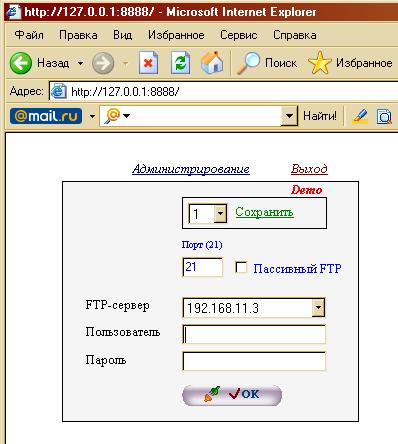 http://127.0.0.1:8888/ - Microsoft Internet Explorer
Файл Правка Вид Избранное Сервис Справка
Назад Поиск Избранное
Адрес: http://127.0.0.1:8888/
@mail.ru @ Найти!
Администрирование Выход
Demo
1 Сохранить
Порт (21)
21 Пассивный FTP
FTP-сервер 192.168.11.3
Пользователь
Пароль
OK